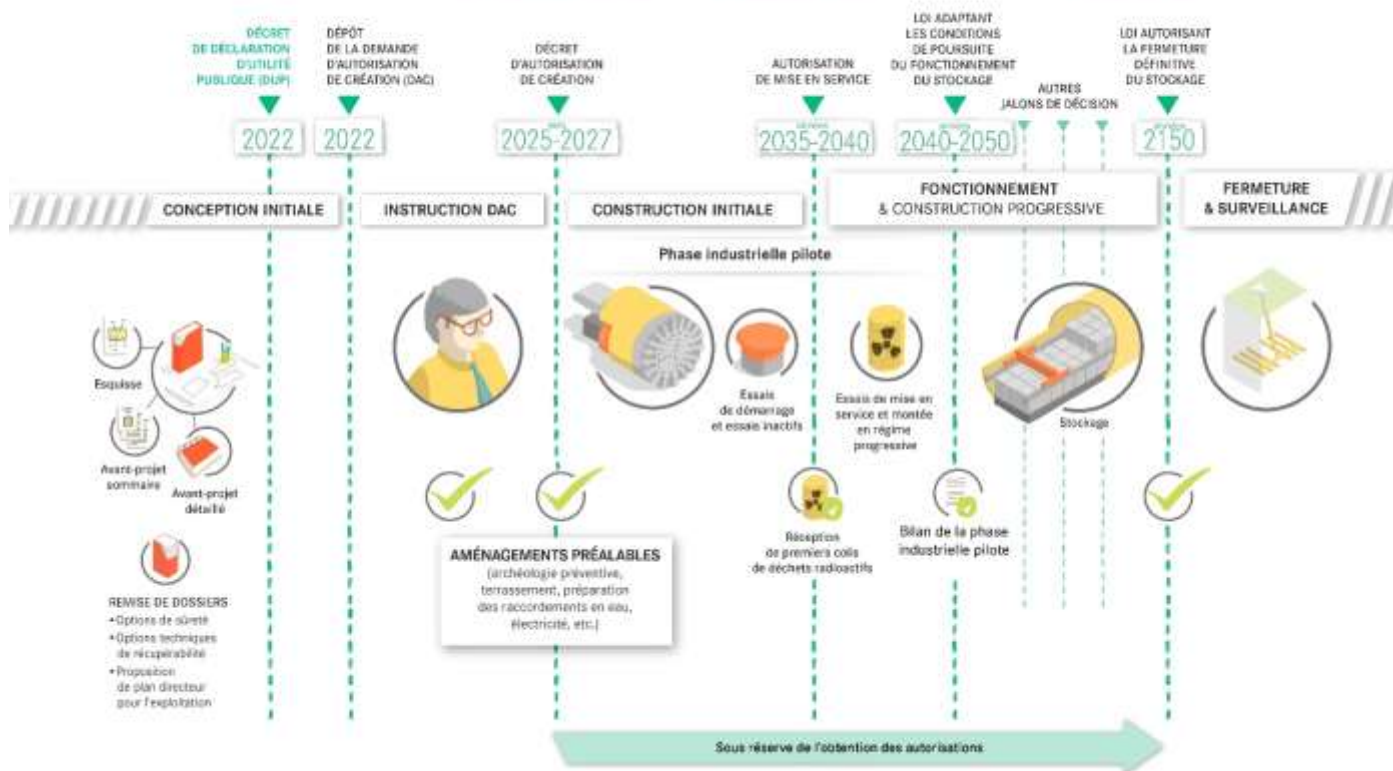 DÉCRET
DE DÉCLARATION
D'UTILITÉ
PUBLIQUE (DUP)
2022
DÉPÔT
DE LA DEMANDE
D'AUTORISATION
DE CRÉATION (DAC)
2022
DÉCRET
D'AUTORISATION
DE CRÉATION
2025-2027
AUTORISATION
DE MISE EN SERVICE
2035-2040
LOI ADAPTANT
LES CONDITIONS
DE POURSUITE
DU FONCTIONNEMENT
DU STOCKAGE
2040-2050
AUTRES
JALONS DE DÉCISION
LOI AUTORISANT
LA FERMETURE
DÉFINITIVE
DU STOCKAGE
2150
CONCEPTION INITIALE
INSTRUCTION DAC
CONSTRUCTION INITIALE
FONCTIONNEMENT
& CONSTRUCTION PROGRESSIVE
FERMETURE
& SURVEILLANCE
Phase industrielle pilote
Esquisse
Avant-projet
sommaire
Avant-projet
détaillé
REMISE DE DOSSIERS
• Options de sûreté
• Options techniques
de récupérabilité
• Proposition
de plan directeur
pour l'exploitation
AMÉNAGEMENTS PRÉALABLES
(archéologie préventive,
terrassement, préparation
des raccordements en eau,
électricité, etc.)
Essais
de démarrage
et essais inactifs
Essais de mise en
service et montée
en régime
progressive
Réception
de premiers colis
de déchets radioactifs
Bilan de la phase
industrielle pilote
Stockage
Sous réserve de l'obtention des autorisations